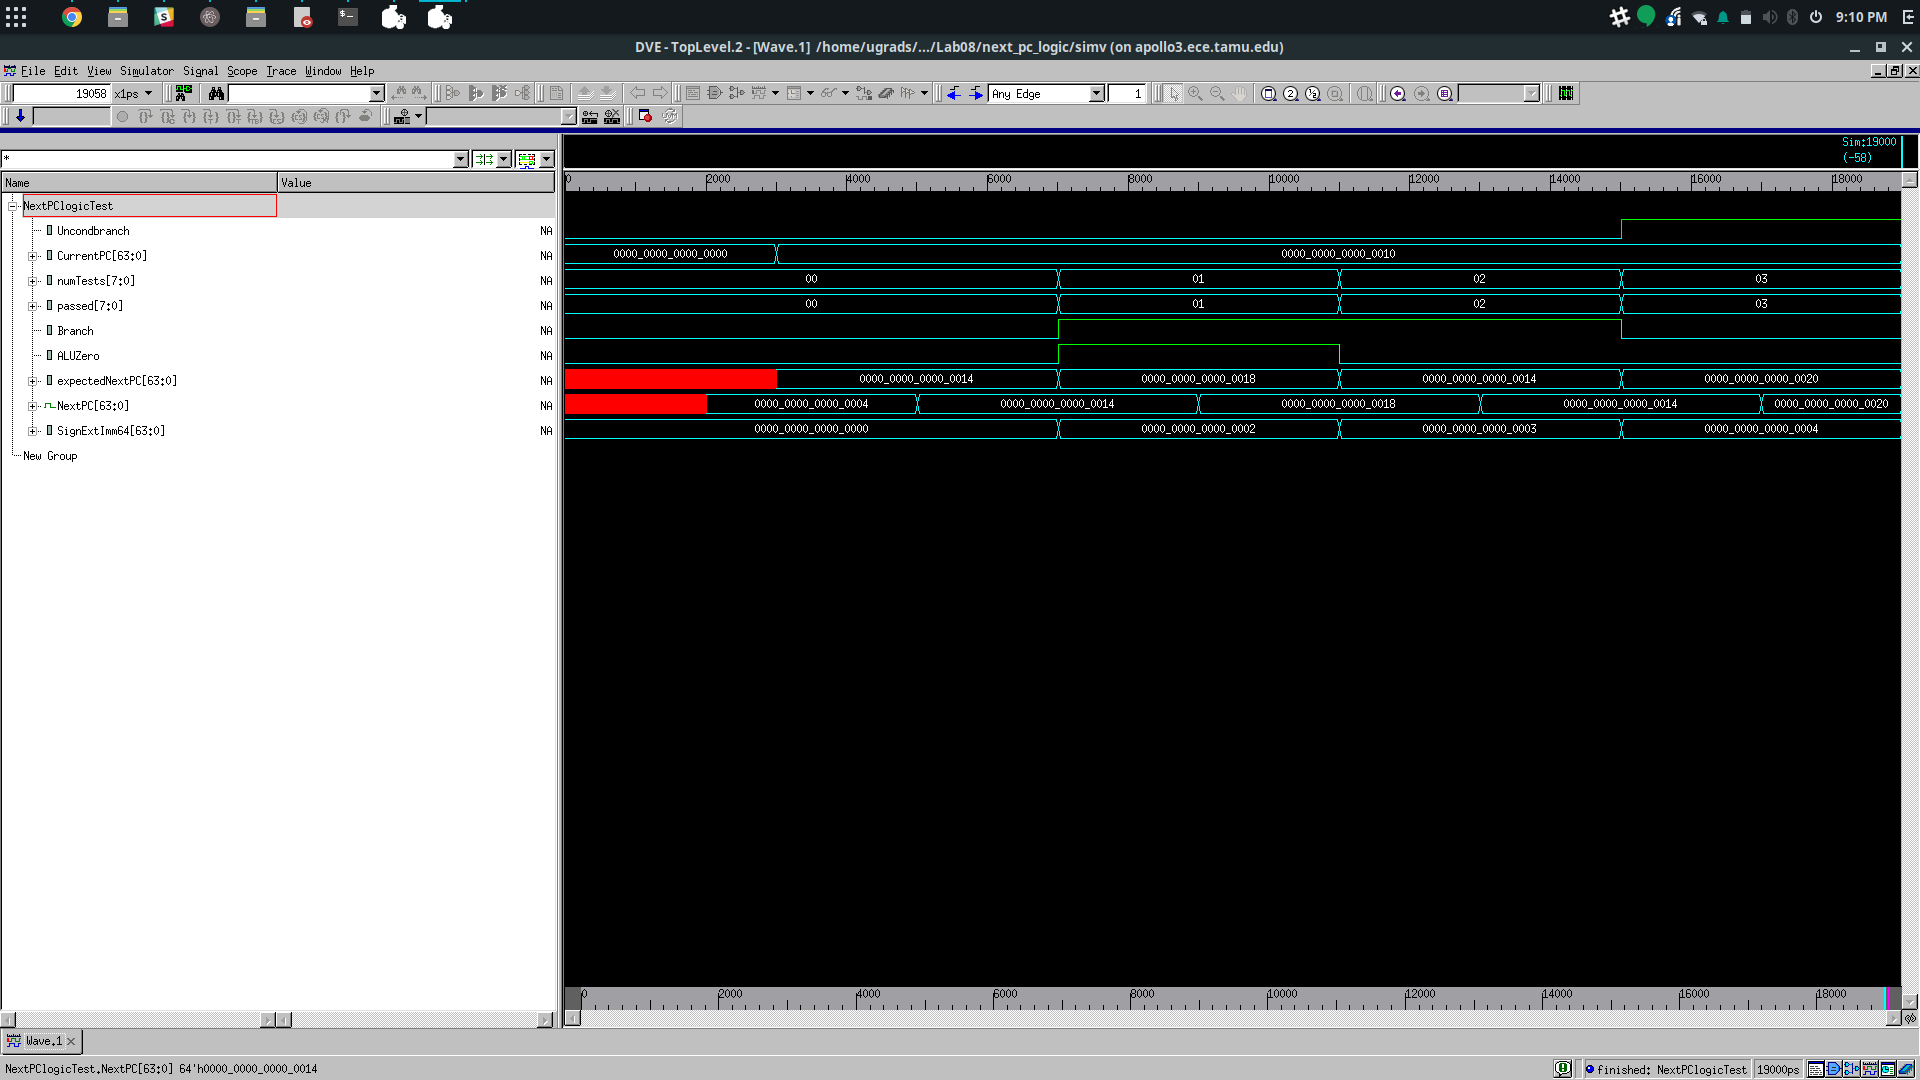 9:10 PM
DVE - TopLevel.2 - [Wave.1] /home/ugrads/.../Lab08/next_pc_logic/simv (on apollo3.ece.tamu.edu)
File Edit View Simulator Signal Scope Trace Window Help
19058 x1ps Any Edge 1
Sim:19000
(-58)
*
Name Value
0 2000 4000 6000 8000 10000 12000 14000 16000 18000
NextPClogicTest
Uncondbranch NA
CurrentPC[63:0] NA 0000_0000_0000_0000 0000_0000_0000_0010
numTests[7:0] NA 00 01 02 03
passed[7:0] NA 00 01 02 03
Branch NA
ALUZero NA
expectedNextPC[63:0] NA 0000_0000_0000_0014 0000_0000_0000_0018 0000_0000_0000_0014 0000_0000_0000_0020
NextPC[63:0] NA 0000_0000_0000_0004 0000_0000_0000_0014 0000_0000_0000_0018 0000_0000_0000_0014 0000_0000_0000_0020
SignExtImm64[63:0] NA 0000_0000_0000_0000 0000_0000_0000_0002 0000_0000_0000_0003 0000_0000_0000_0004
New Group
0 2000 4000 6000 8000 10000 12000 14000 16000 18000
Wave.1
NextPClogicTest.NextPC[63:0] 64'h0000_0000_0000_0014
finished: NextPClogicTest 19000ps